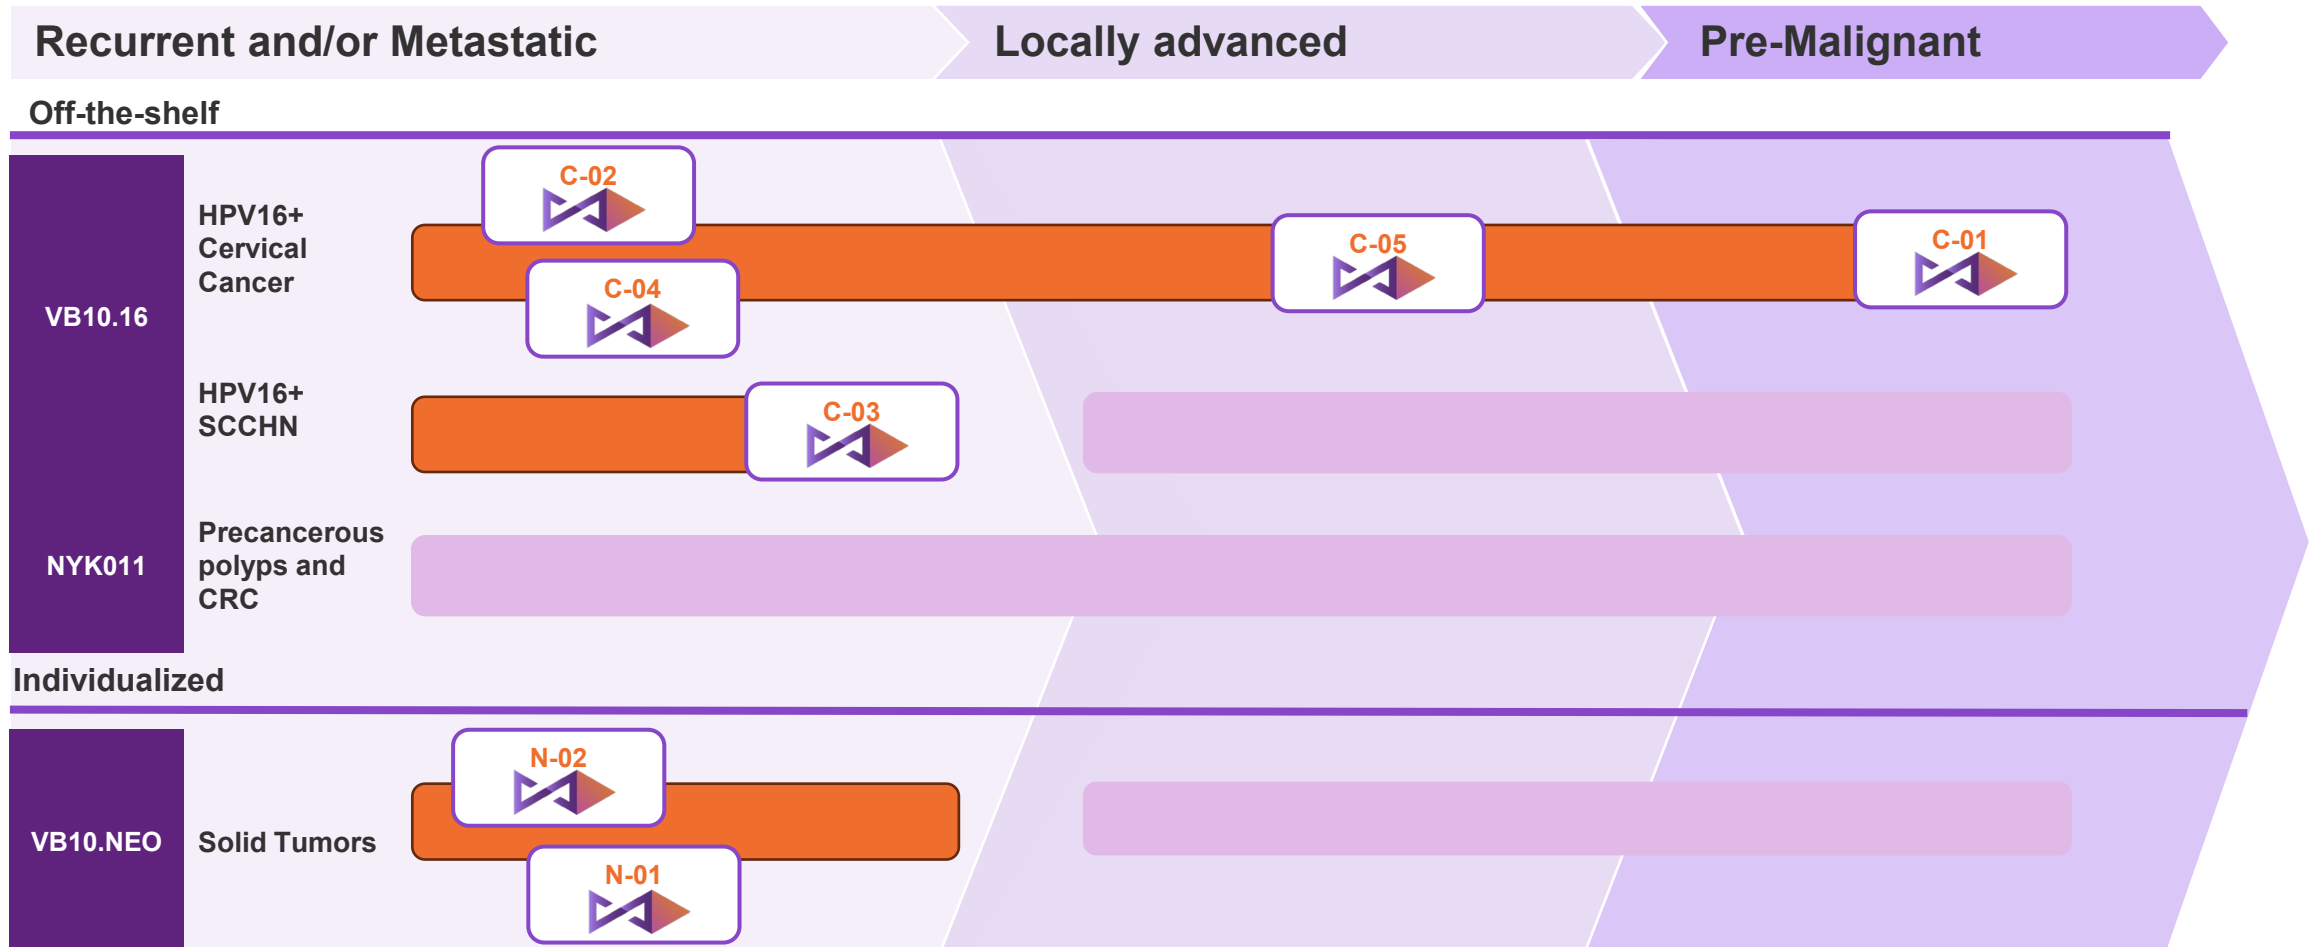 Recurrent and/or Metastatic
Locally advanced
Pre-Malignant
Off-the-shelf
VB10.16
HPV16+
Cervical
Cancer
C-02
C-04
C-05
C-01
HPV16+
SCCHN
C-03
NYK011
Precancerous
polyps and
CRC
Individualized
VB10.NEO
Solid Tumors
N-02
N-01